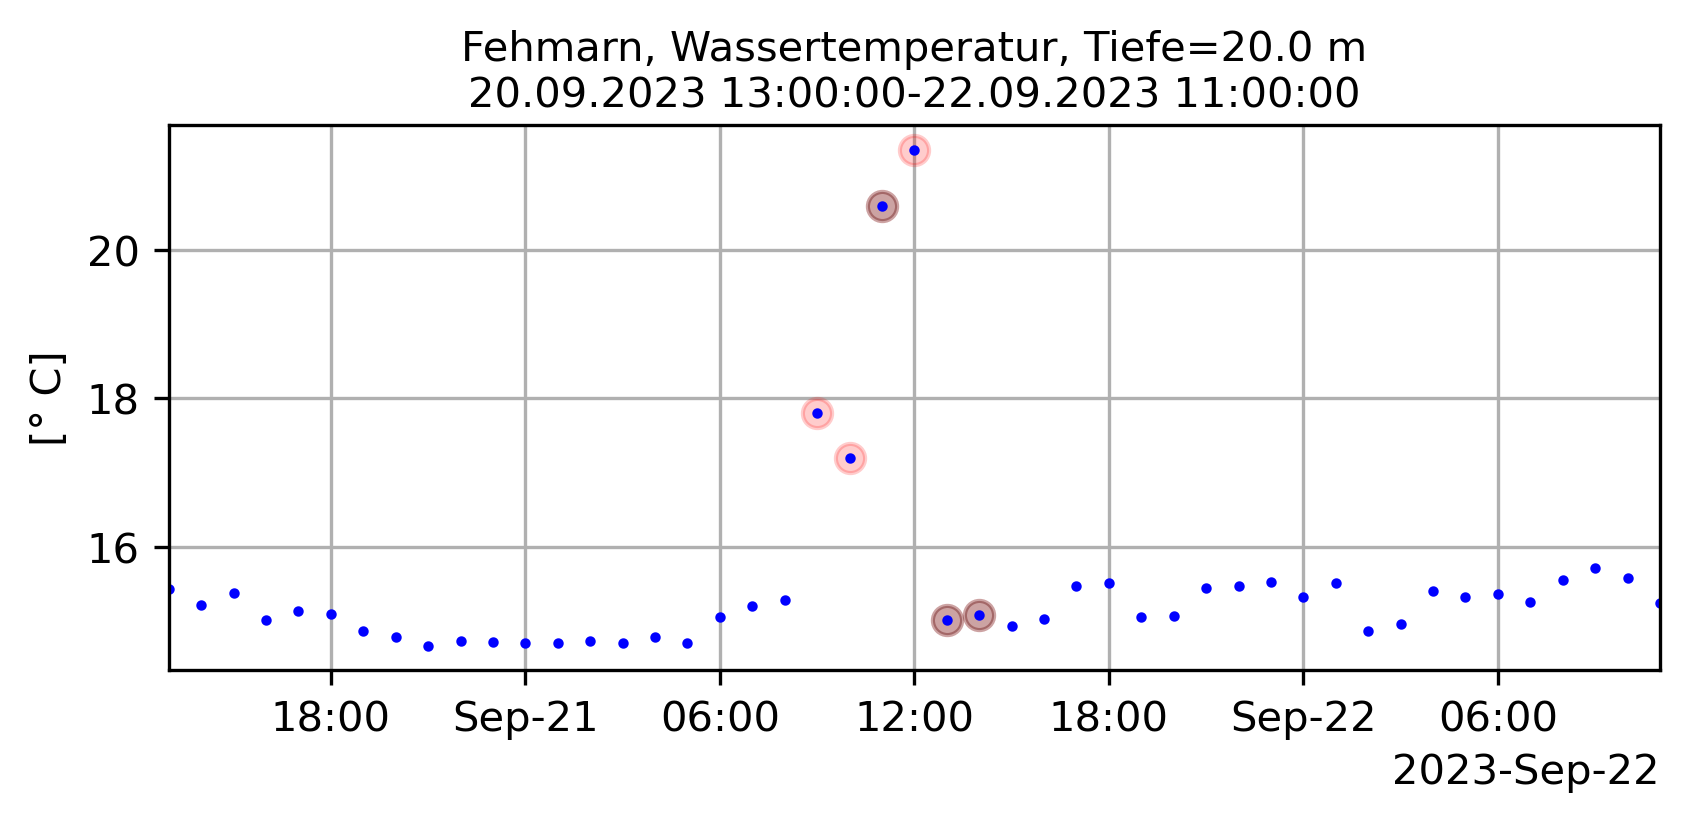 Fehmarn, Wassertemperatur, Tiefe=20.0 m
20.09.2023 13:00:00-22.09.2023 11:00:00
[° C]
20
18
16
18:00 Sep-21 06:00 12:00 18:00 Sep-22 06:00
2023-Sep-22